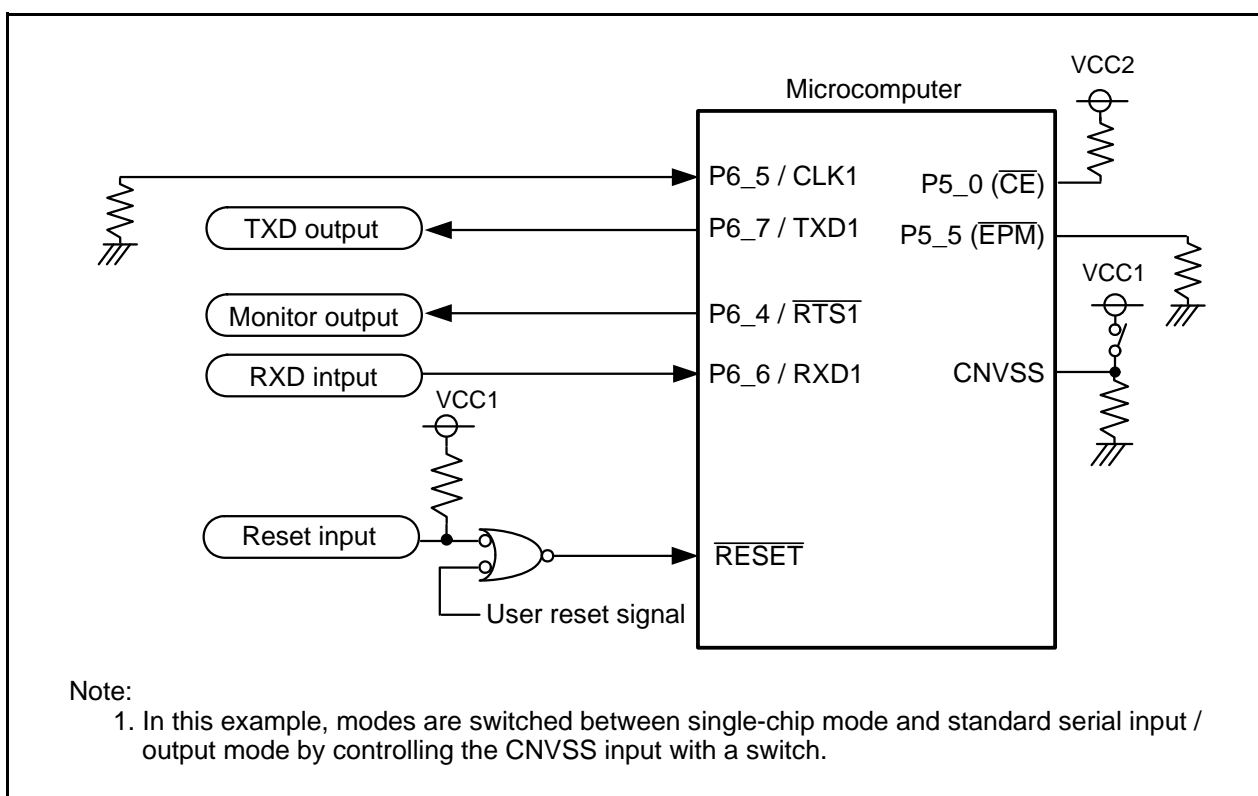 VCC2
Microcomputer
P6_5 / CLK1
P5_0 (CE)
TXD output
P6_7 / TXD1
P5_5 (EPM)
VCC1
Monitor output
P6_4 / RTS1
RXD intput
P6_6 / RXD1
CNVSS
VCC1
Reset input
RESET
User reset signal
Note:
1. In this example, modes are switched between single-chip mode and standard serial input /
output mode by controlling the CNVSS input with a switch.